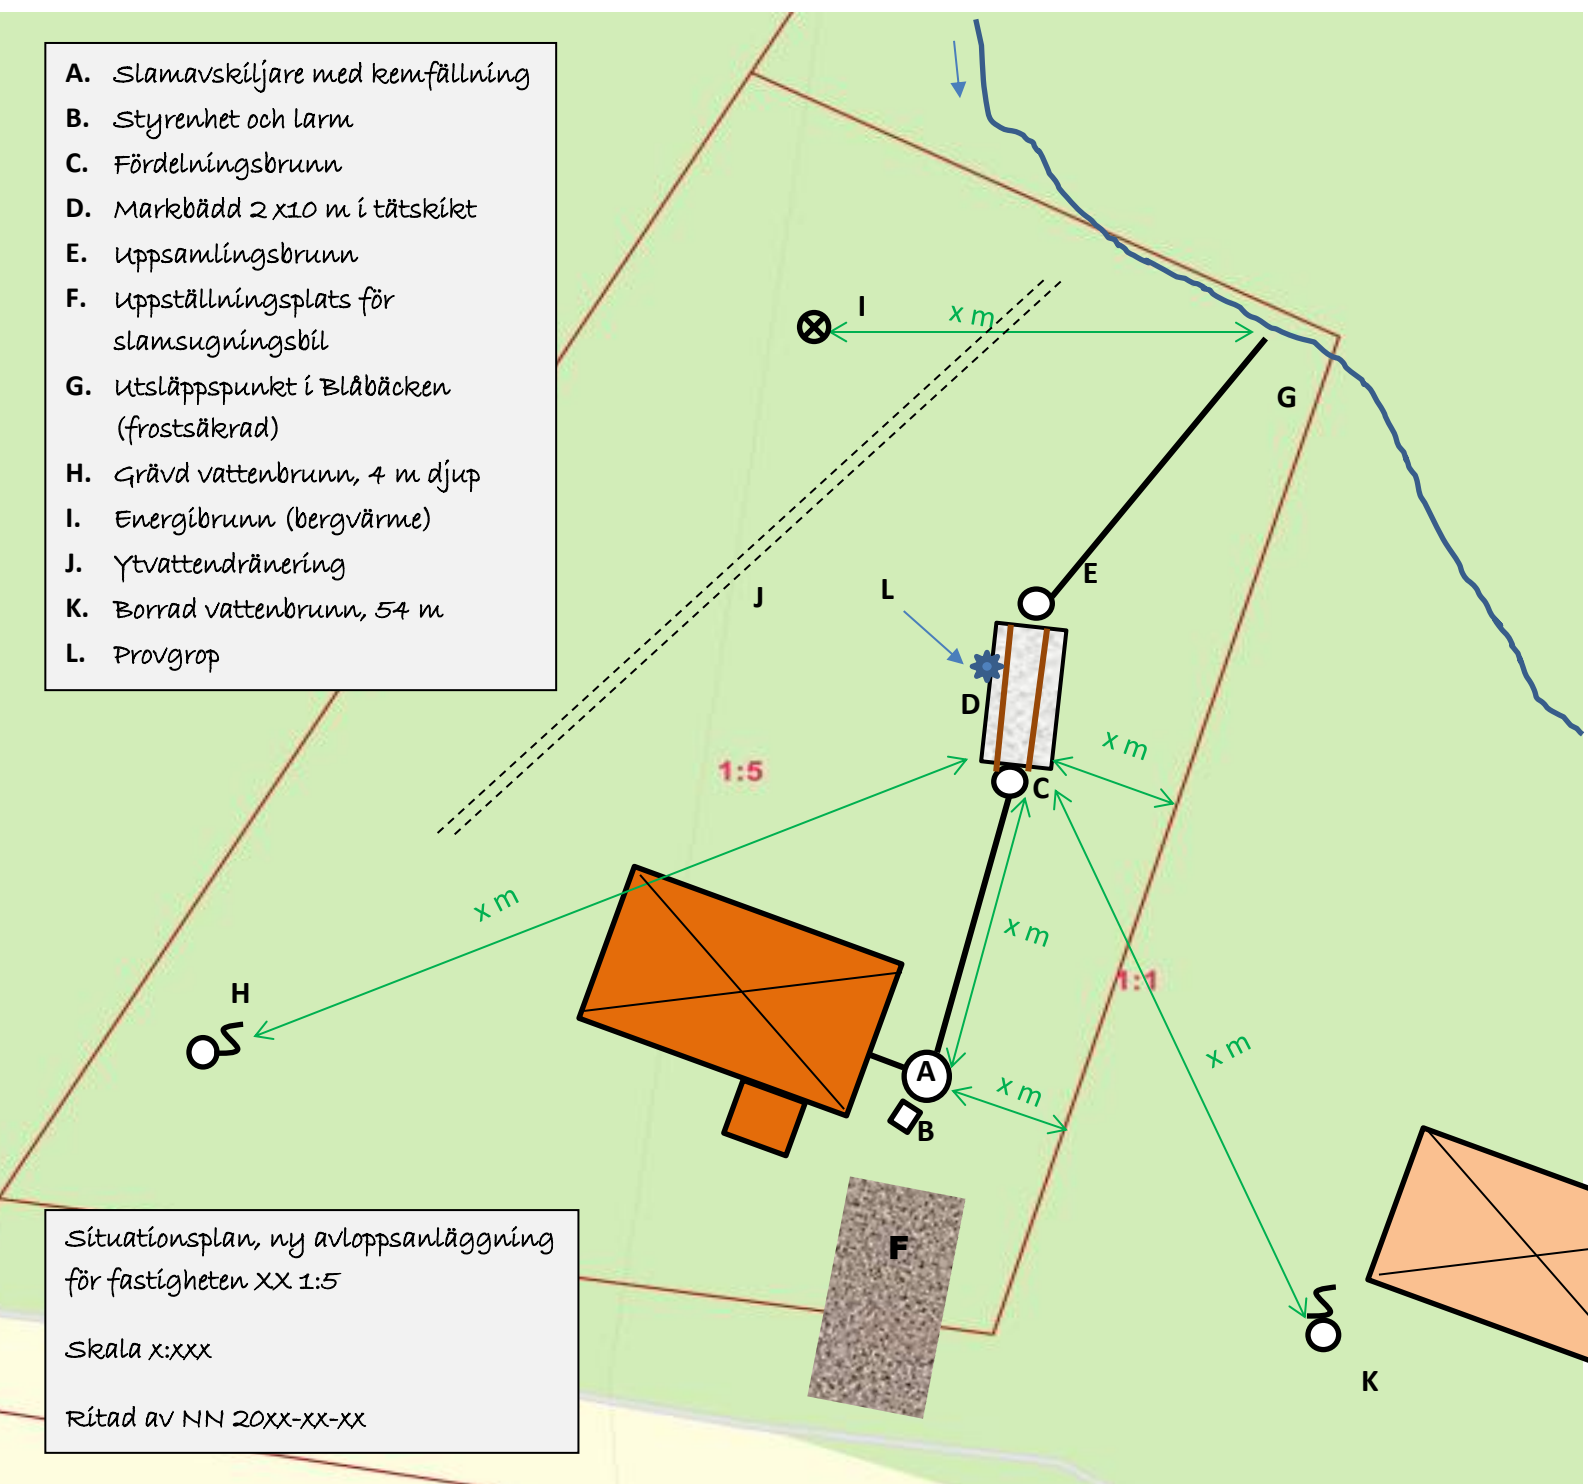 A. Slamavskiljare med kemfällning
B. Styrenhet och larm
C. Fördelningsbrunn
D. Markbädd 2 x10 m i tätskikt
E. Uppsamlingsbrunn
F. Uppställningsplats för
slamsugningsbil
G. Utsläppspunkt i Blåbäcken
(frostsäkrad)
H. Grävd vattenbrunn, 4 m djup
I. Energibrunn (bergvärme)
J. Ytvattendränering
K. Borrad vattenbrunn, 54 m
L. Provgrop
I
x m
G
E
L
J
D
x m
1:5
C
x m
x m
1:1
H
x m
A
x m
B
F
K
Situationsplan, ny avloppsanläggning
för fastigheten XX 1:5
Skala x:xxx
Ritad av NN 20xx-xx-xx